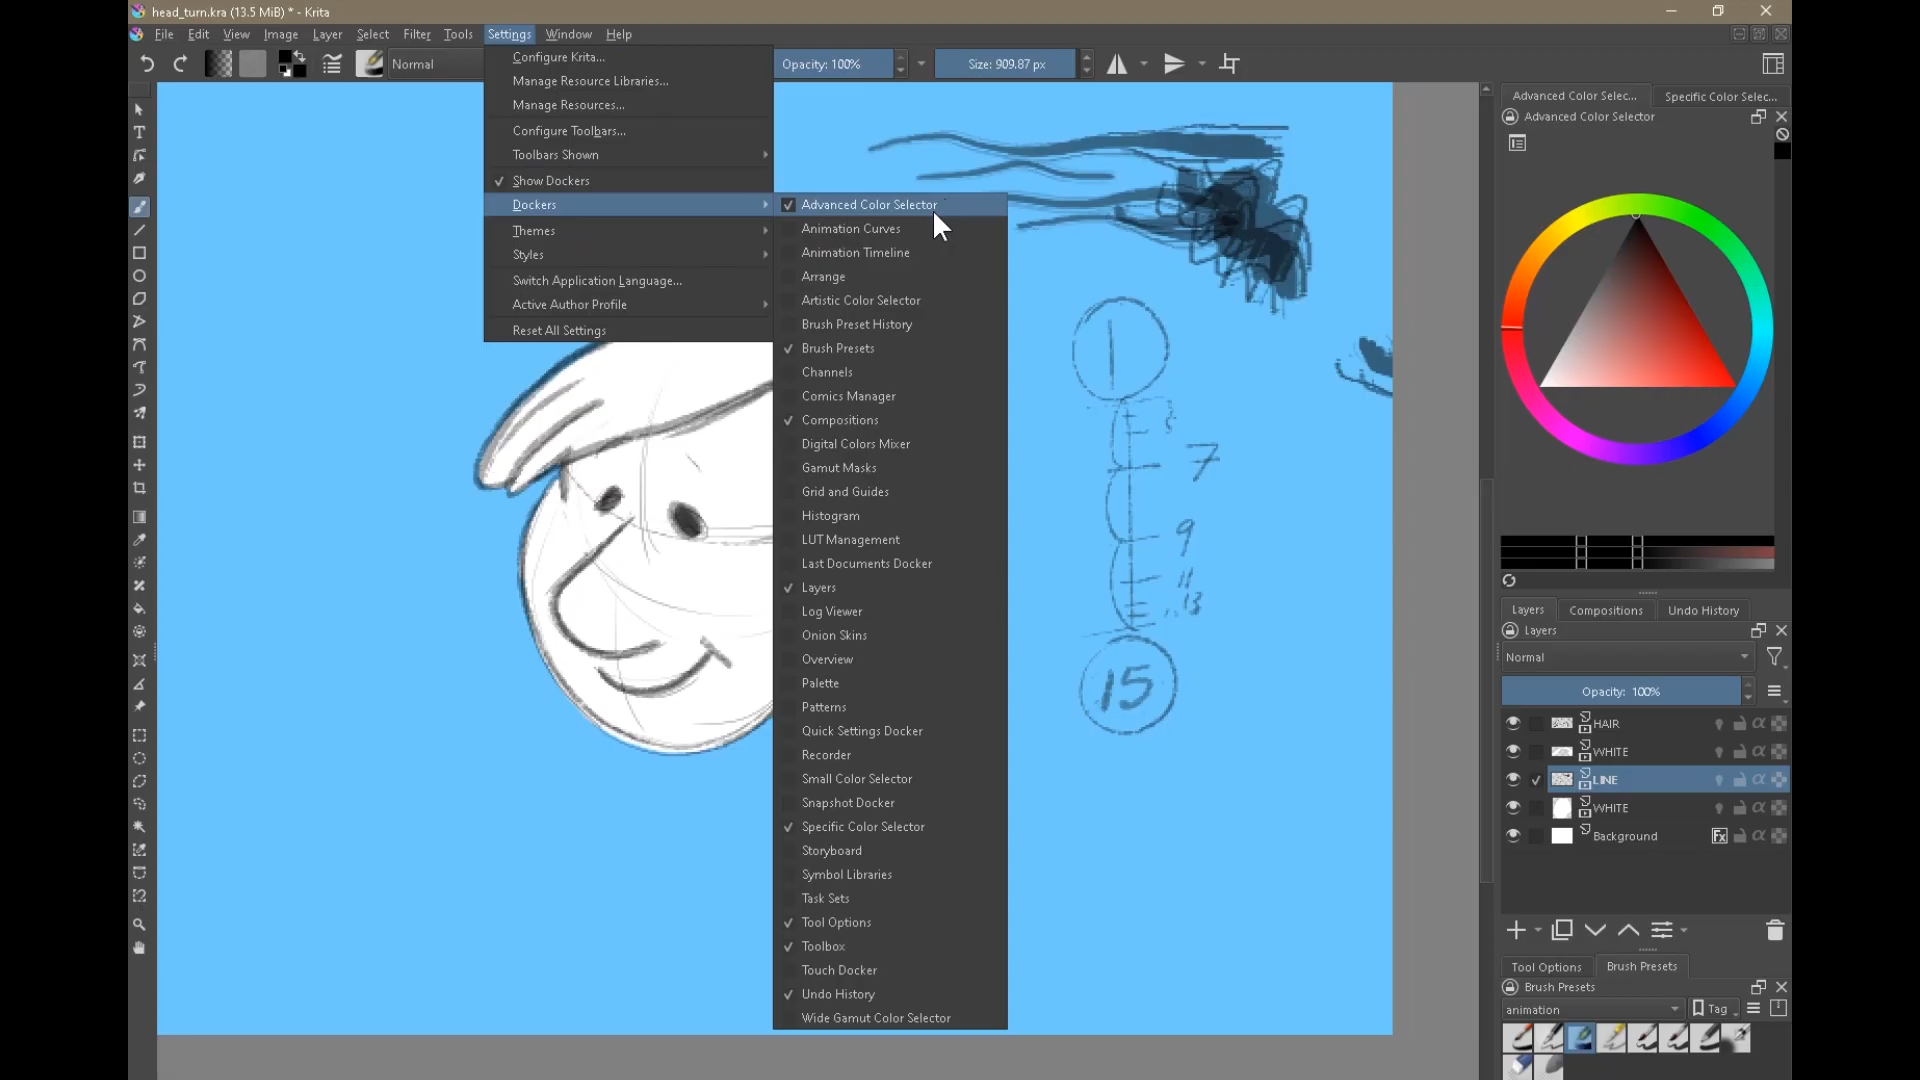 head_turn.kra (13.5 MiB) * - Krita
File Edit View Image Layer Select Filter Tools Settings Window Help
Normal
Opacity: 100%
Size: 909.87 px
Configure Krita...
Manage Resource Libraries...
Manage Resources...
Configure Toolbars...
Toolbars Shown
Show Dockers
Dockers
Themes
Styles
Switch Application Language...
Active Author Profile
Reset All Settings
Advanced Color Selector
Animation Curves
Animation Timeline
Arrange
Artistic Color Selector
Brush Preset History
Brush Presets
Channels
Comics Manager
Compositions
Digital Colors Mixer
Gamut Masks
Grid and Guides
Histogram
LUT Management
Last Documents Docker
Layers
Log Viewer
Onion Skins
Overview
Palette
Patterns
Quick Settings Docker
Recorder
Small Color Selector
Snapshot Docker
Specific Color Selector
Storyboard
Symbol Libraries
Task Sets
Tool Options
Toolbox
Touch Docker
Undo History
Wide Gamut Color Selector
1
7
9
11
13
15
Advanced Color Selec... Specific Color Selec...
Advanced Color Selector
Layers Compositions Undo History
Layers
Normal
Opacity: 100%
HAIR
WHITE
LINE
WHITE
Background Fx
Tool Options Brush Presets
Brush Presets
animation Tag